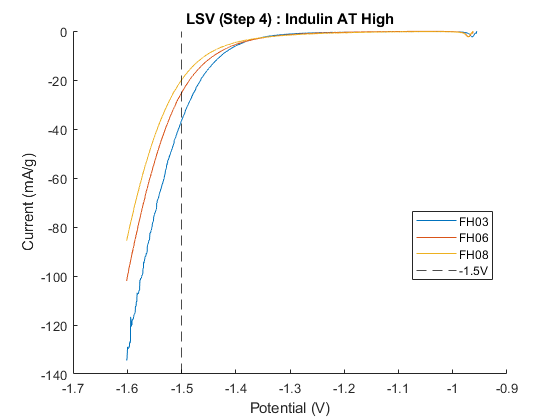 LSV (Step 4) : Indulin AT High
0
-20
-40
-60
-80
-100
-120
-140
Current (mA/g)
FH03
FH06
FH08
-1.5V
-1.7
-1.6
-1.5
-1.4
-1.3
-1.2
-1.1
-1
-0.9
Potential (V)